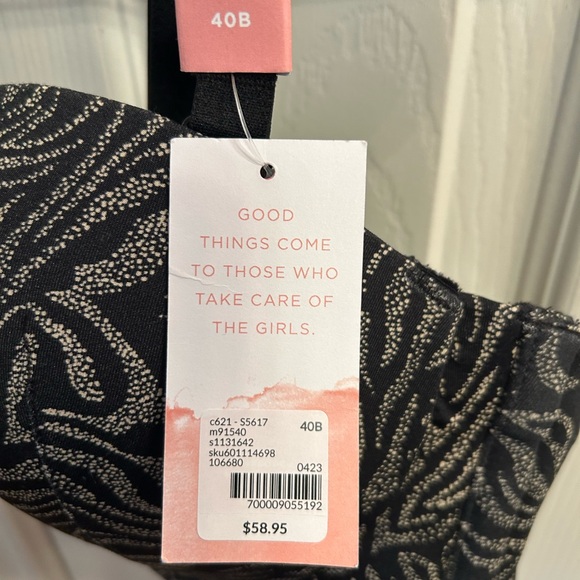 40B
GOOD
THINGS COME
TO THOSE WHO
TAKE CARE OF
THE GIRLS.
c621 - S5617 40B
m91540
s1131642
sku601114698
106680 0423
700009055192
$58.95